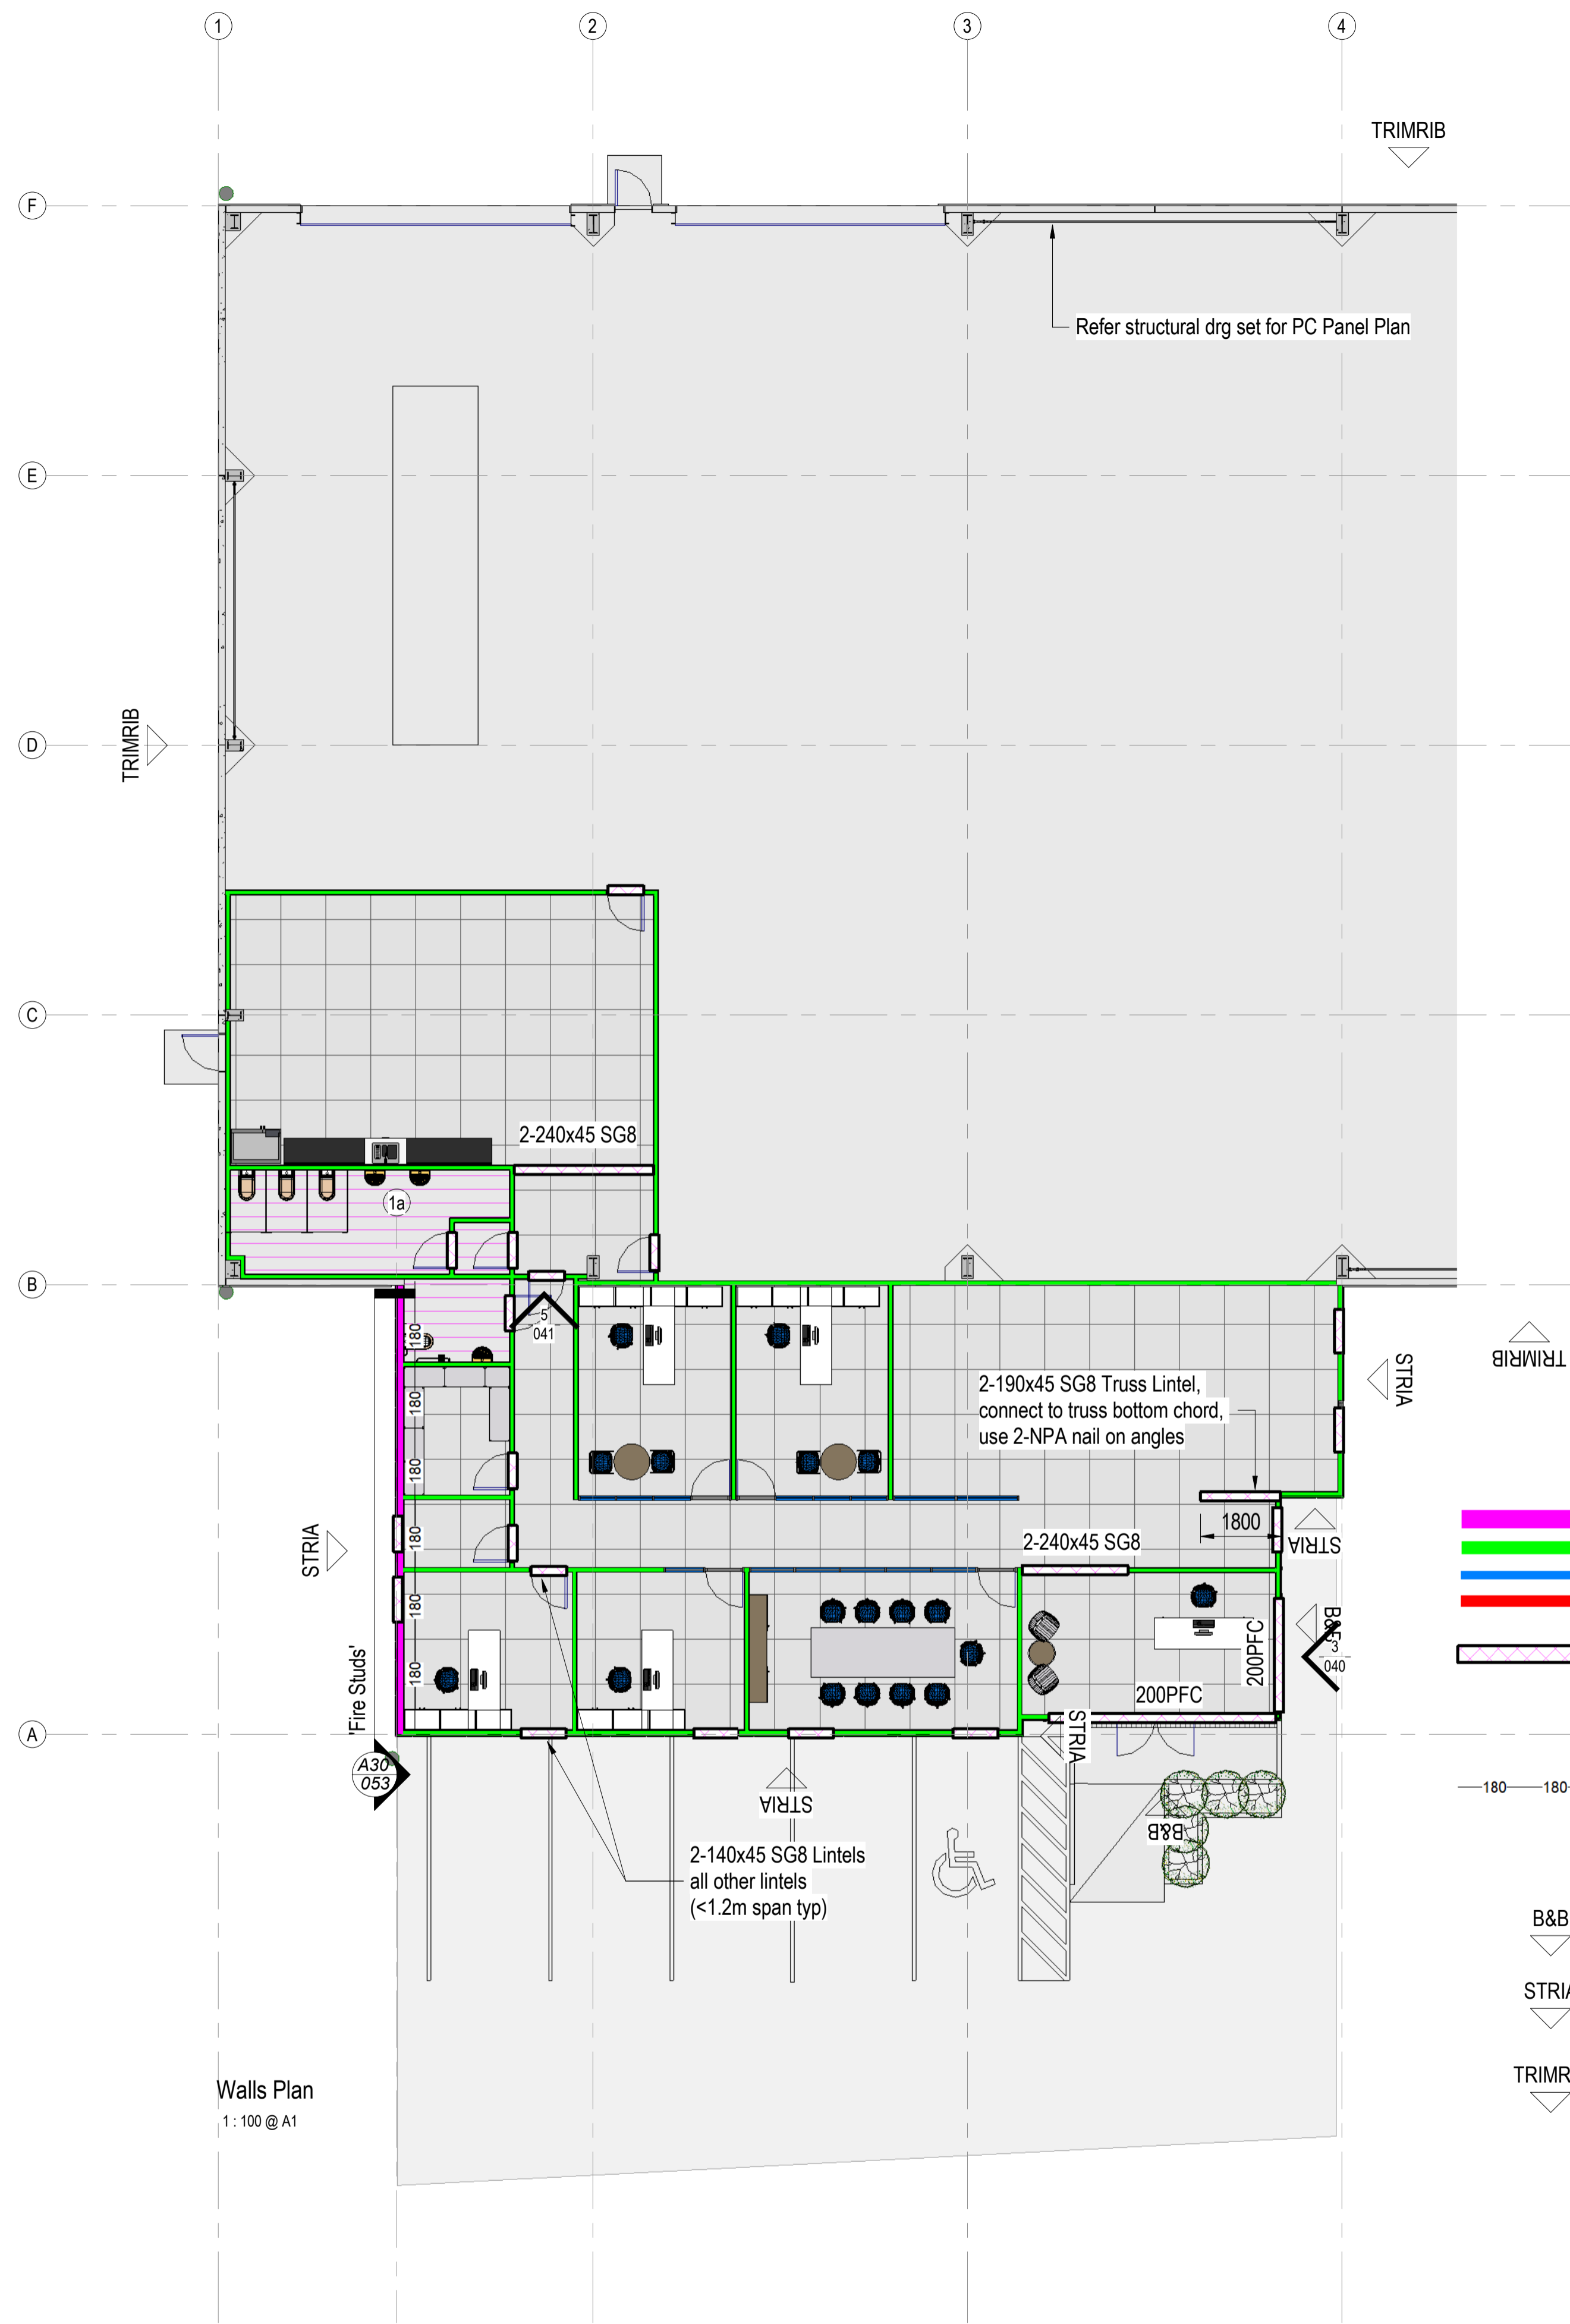 1
2
3
4
TRIMRIB
F
Refer structural drg set for PC Panel Plan
E
D
TRIMRIB
C
2-240x45 SG8
1a
B
5
041
180
TRIMRIB
STRIA
2-190x45 SG8 Truss Lintel,
connect to truss bottom chord,
use 2-NPA nail on angles
180
180
1800
STRIA
STRIA
180
2-240x45 SG8
180
B&B
3
040
200PFC
180
'Fire Studs'
200PFC
STRIA
A
A30
053
STRIA
180
180
B&B
2-140x45 SG8 Lintels
all other lintels
(<1.2m span typ)
B&B
STRIA
Walls Plan
1 : 100 @ A1
TRIMR